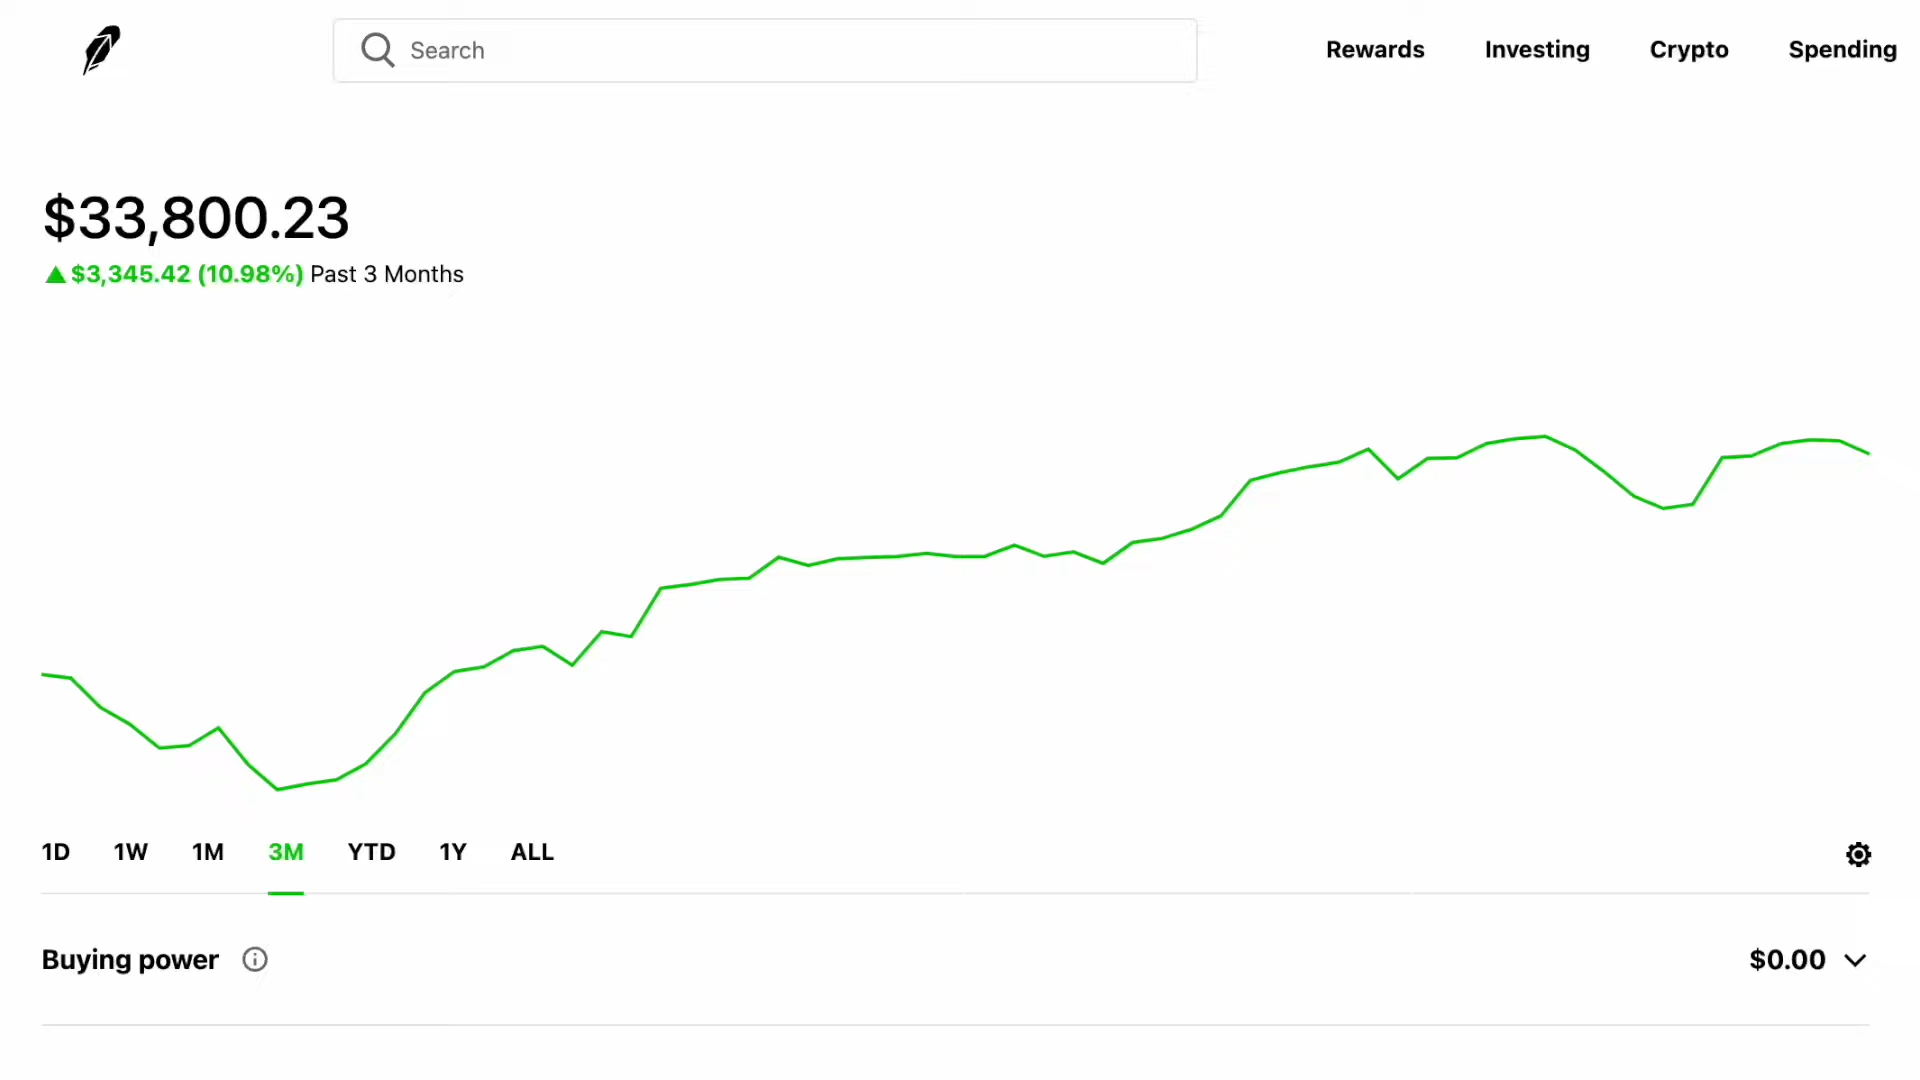 Search
Rewards Investing Crypto Spending
$33,800.23
$3,345.42 (10.98%) Past 3 Months
1D 1W 1M 3M YTD 1Y ALL
Buying power $0.00